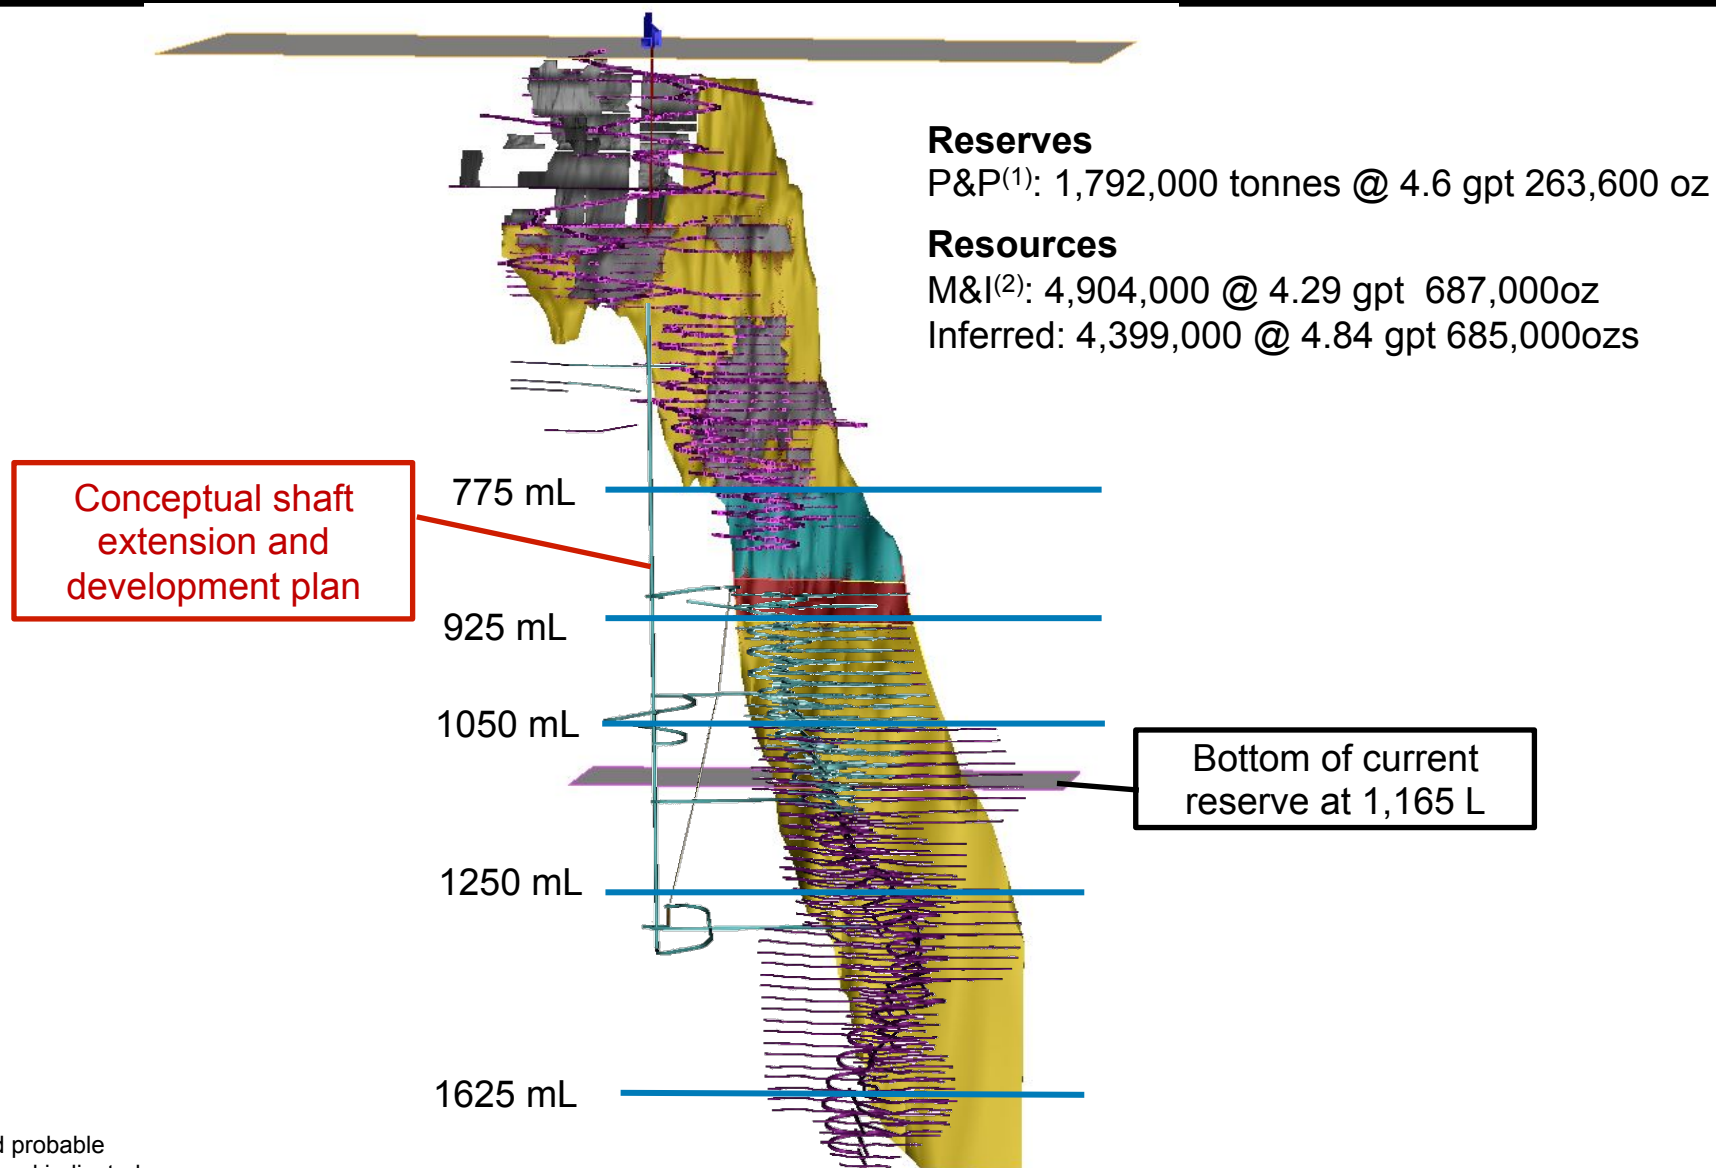 Reserves
P&P(1): 1,792,000 tonnes @ 4.6 gpt 263,600 oz
Resources
M&I(2): 4,904,000 @ 4.29 gpt 687,000oz
Inferred: 4,399,000 @ 4.84 gpt 685,000ozs
Conceptual shaft
extension and
development plan
775 mL
925 mL
1050 mL
Bottom of current
reserve at 1,165 L
1250 mL
1625 mL
probable
indicated